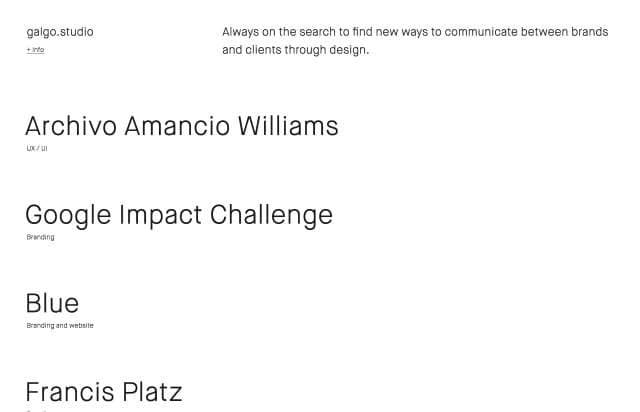 galgo.studio
+ info
Always on the search to find new ways to communicate between brands
and clients through design.
Archivo Amancio Williams
UX / UI
Google Impact Challenge
Branding
Blue
Branding and website
Francis Platz